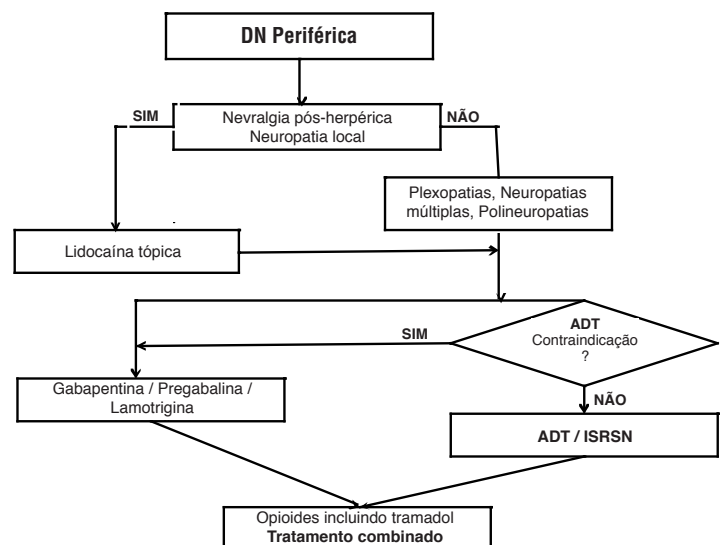 DN Periférica
SIM
Nevralgia pós-herpérica
Neuropatia local
NÃO
Plexopatias, Neuropatias
múltiplas, Polineuropatias
Lidocaína tópica
ADT
Contraindicação
?
SIM
Gabapentina / Pregabalina /
Lamotrigina
NÃO
ADT / ISRSN
Opioides incluindo tramadol
Tratamento combinado